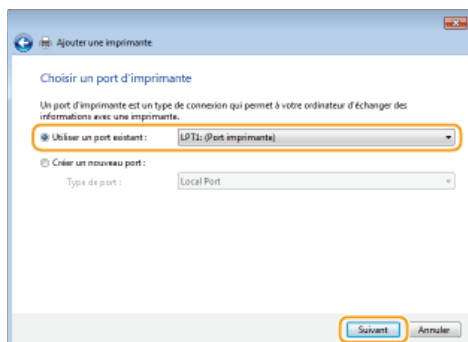 Ajouter une imprimante
Choisir un port d'imprimante
Un port d'imprimante est un type de connexion qui permet à votre ordinateur d'échanger des
informations avec une imprimante.
Utiliser un port existant : LPT1: (Port imprimante)
Créer un nouveau port :
Type de port : Local Port
Suivant Annuler